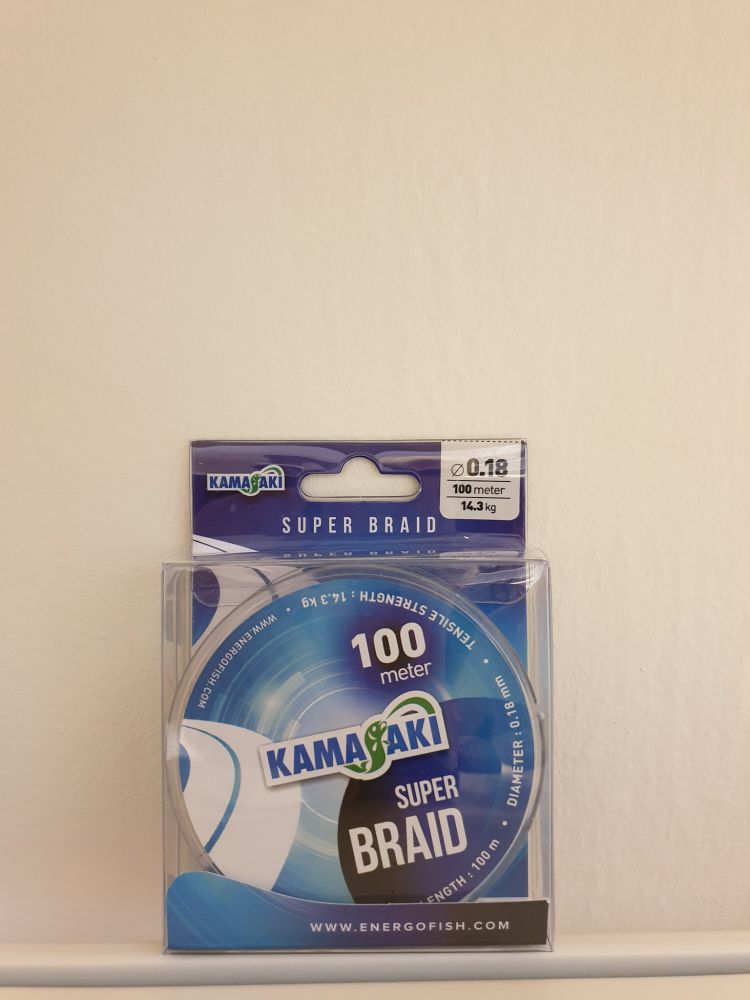 KAMASAKI
Ø0.18
100 meter
14.3 kg
SUPER BRAID
TENSILE STRENGTH : 14.3 kg
WWW.ENERGOFISH.COM
100
meter
KAMASAKI
SUPER
BRAID
DIAMETER : 0.18 mm
LENGTH : 100 m
WWW.ENERGOFISH.COM